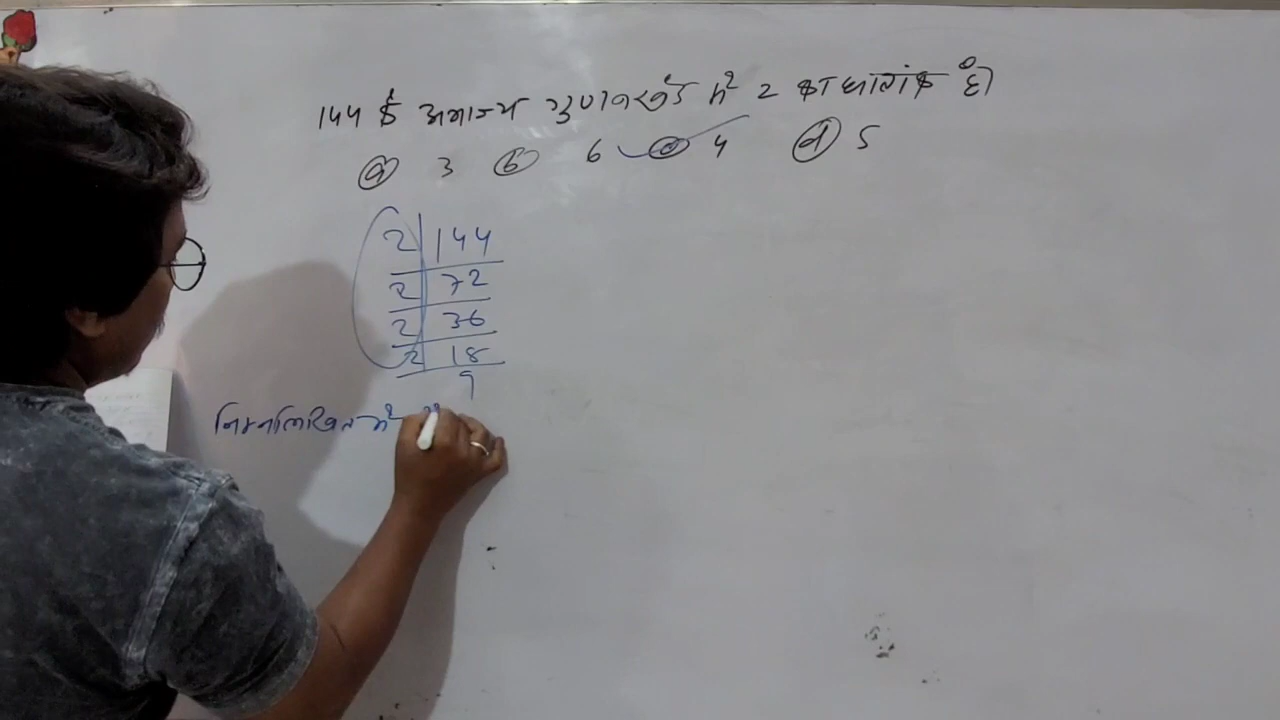 144 के अभाज्य गुणनखंड में 2 का घातांक है
(a) 3 (b) 6 (c) 4 (d) 5
2 | 144
2 | 72
2 | 36
2 | 18
9
निम्नलिखित में